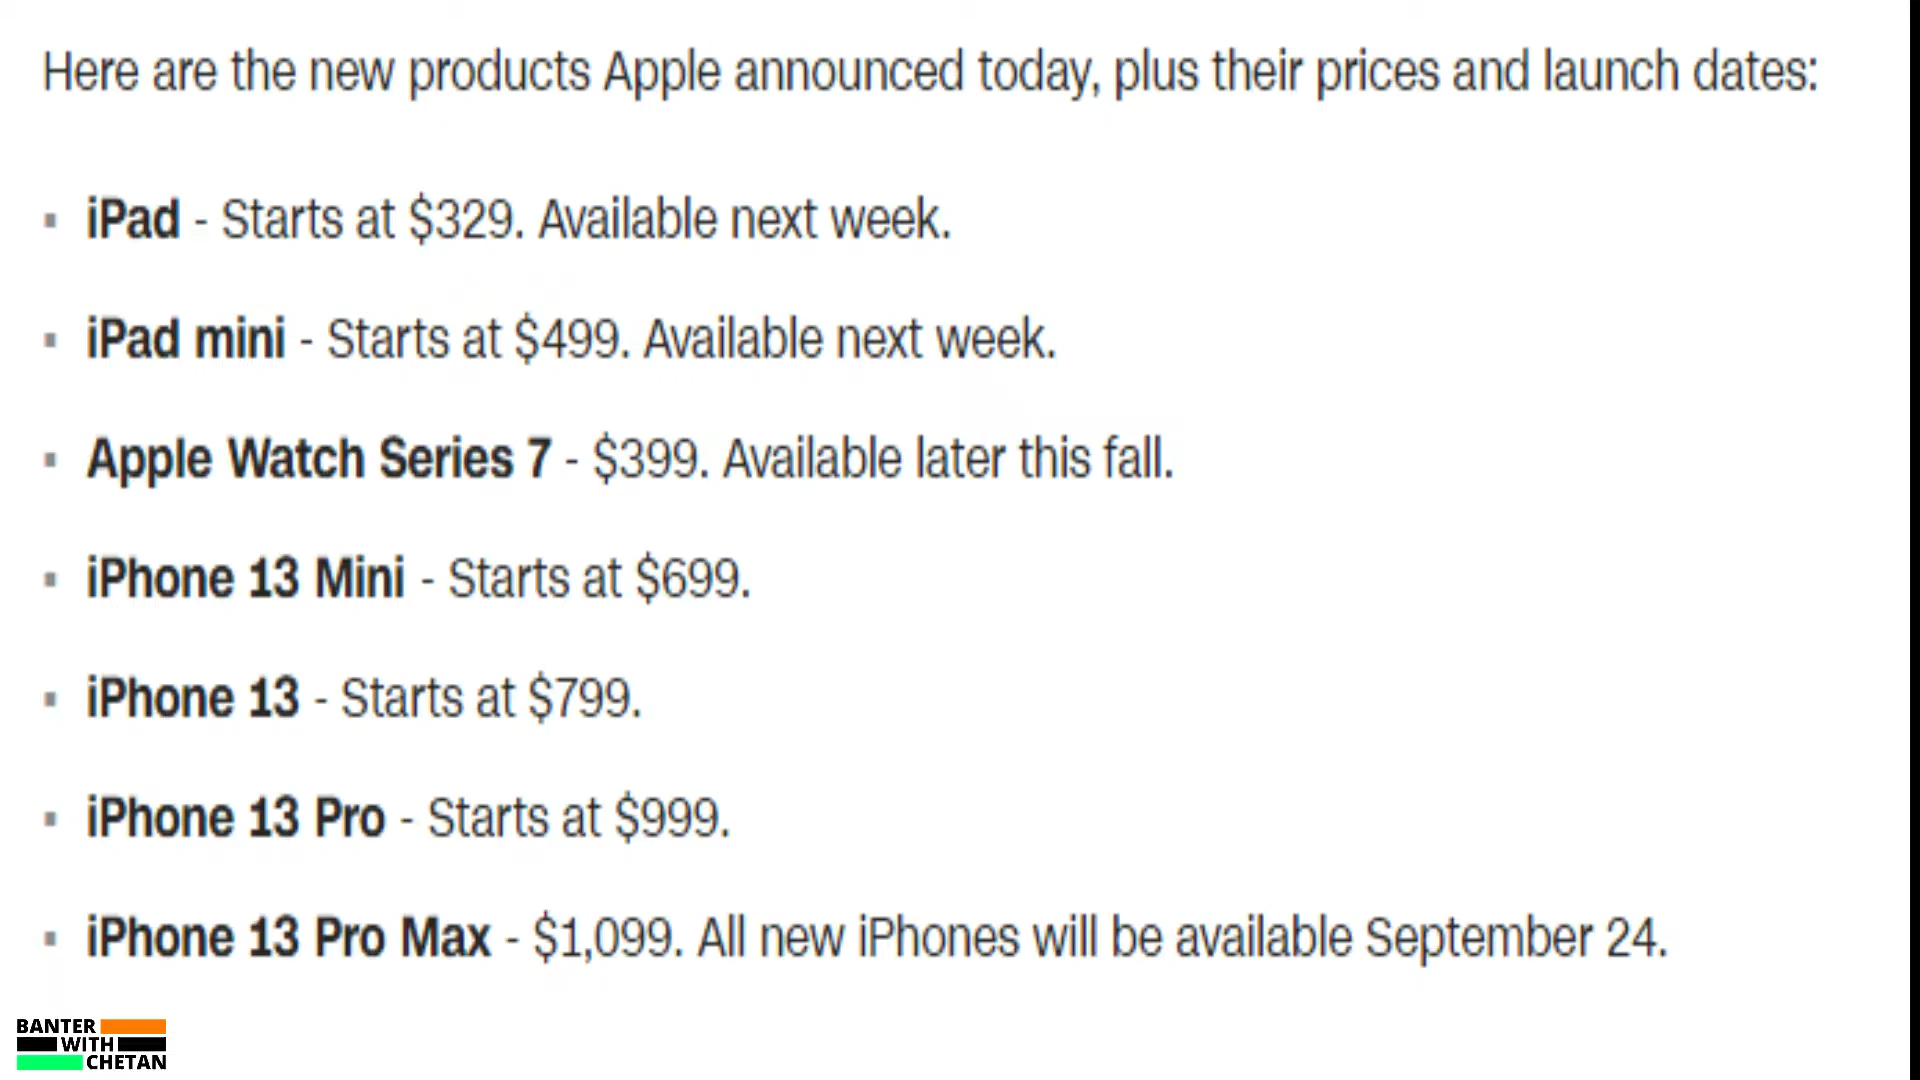 Here are the new products Apple announced today, plus their prices and launch dates:
▪ iPad - Starts at $329. Available next week.
▪ iPad mini - Starts at $499. Available next week.
▪ Apple Watch Series 7 - $399. Available later this fall.
▪ iPhone 13 Mini - Starts at $699.
▪ iPhone 13 - Starts at $799.
▪ iPhone 13 Pro - Starts at $999.
▪ iPhone 13 Pro Max - $1,099. All new iPhones will be available September 24.
BANTER
WITH
CHETAN